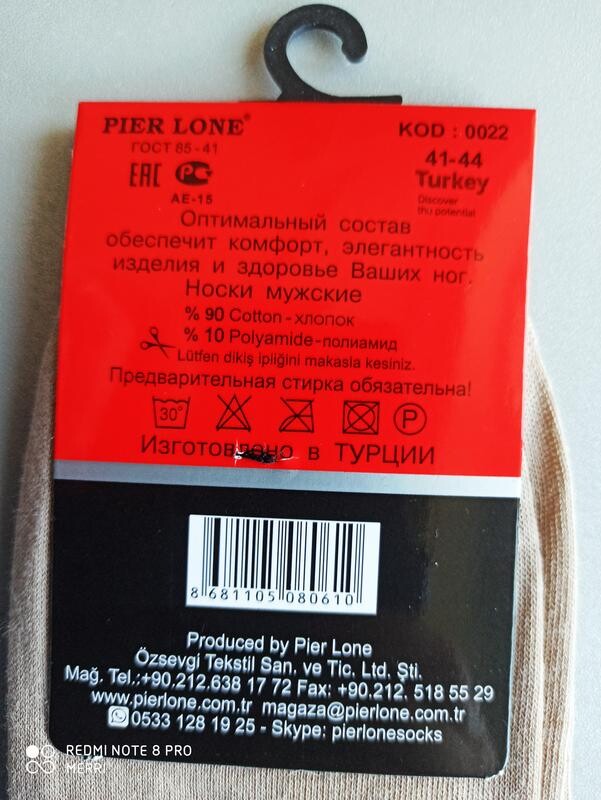 PIER LONE®
KOD : 0022
ГОСТ 85-41
41-44
EAC PC
Turkey
AE-15
Discover
thu potential
Оптимальный состав
обеспечит комфорт, элегантность
изделия и здоровье Ваших ног.
Носки мужские
% 90 Cotton-хлопок
% 10 Polyamide-полиамид
Lütfen dikiş ipliğini makasla kesiniz.
Предварительная стирка обязательна!
30° P
Изготовлено в ТУРЦИИ
8 681105 080610
Produced by Pier Lone
Özsevgi Tekstil San. ve Tic. Ltd. Şti.
Mağ. Tel.:+90.212.638 17 72 Fax: +90.212. 518 55 29
www.pierlone.com.tr magaza@pierlone.com.tr
0533 128 19 25 - Skype: pierlonesocks
REDMI NOTE 8 PRO
MERRI